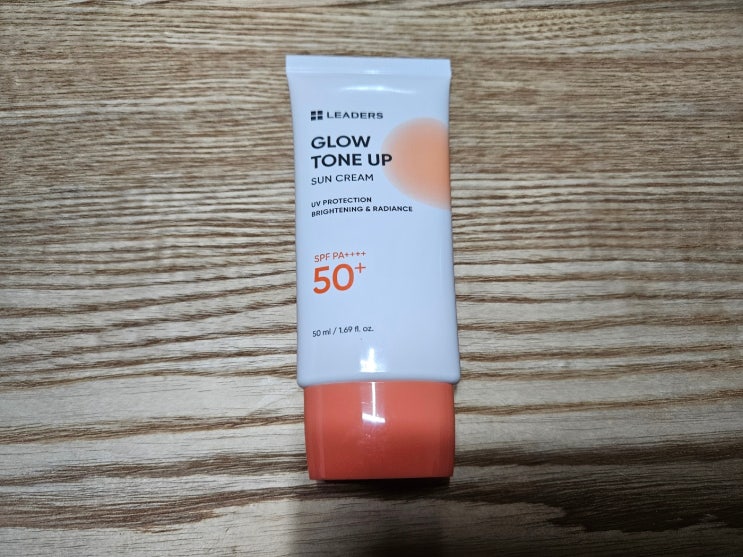 LEADERS
GLOW
TONE UP
SUN CREAM
UV PROTECTION
BRIGHTENING & RADIANCE
SPF PA++++
50+
50 ml / 1.69 fl. oz.